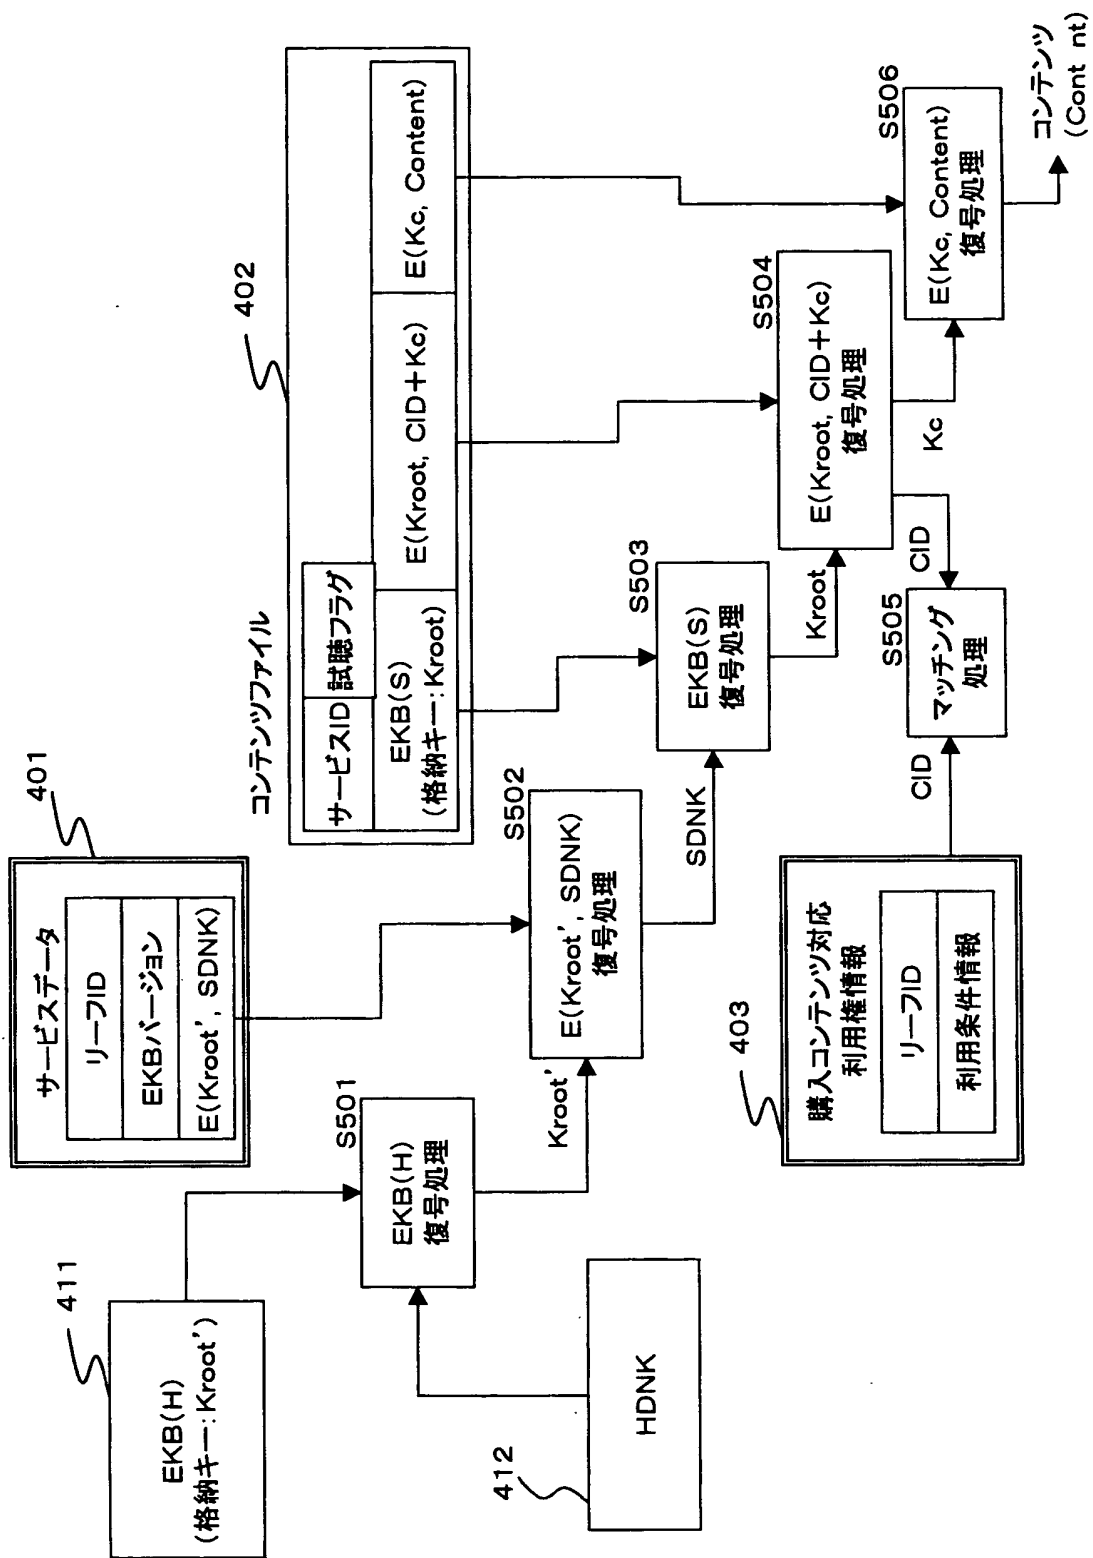 411
EKB(H)
(格納キー:Kroot')
412
HDNK
401
サービスデータ
リーフID
EKBバージョン
E(Kroot', SDNK)
S501
EKB(H)
復号処理
Kroot'
S502
E(Kroot', SDNK)
復号処理
SDNK
403
購入コンテンツ対応
利用権情報
リーフID
利用条件情報
CID
402
コンテンツファイル
サービスID
試聴フラグ
EKB(S)
(格納キー:Kroot)
E(Kroot, CID+Kc)
E(Kc, Content)
S503
EKB(S)
復号処理
Kroot
S504
E(Kroot, CID+Kc)
復号処理
CID
Kc
S505
マッチング
処理
S506
E(Kc, Content)
復号処理
コンテンツ
(Cont nt)